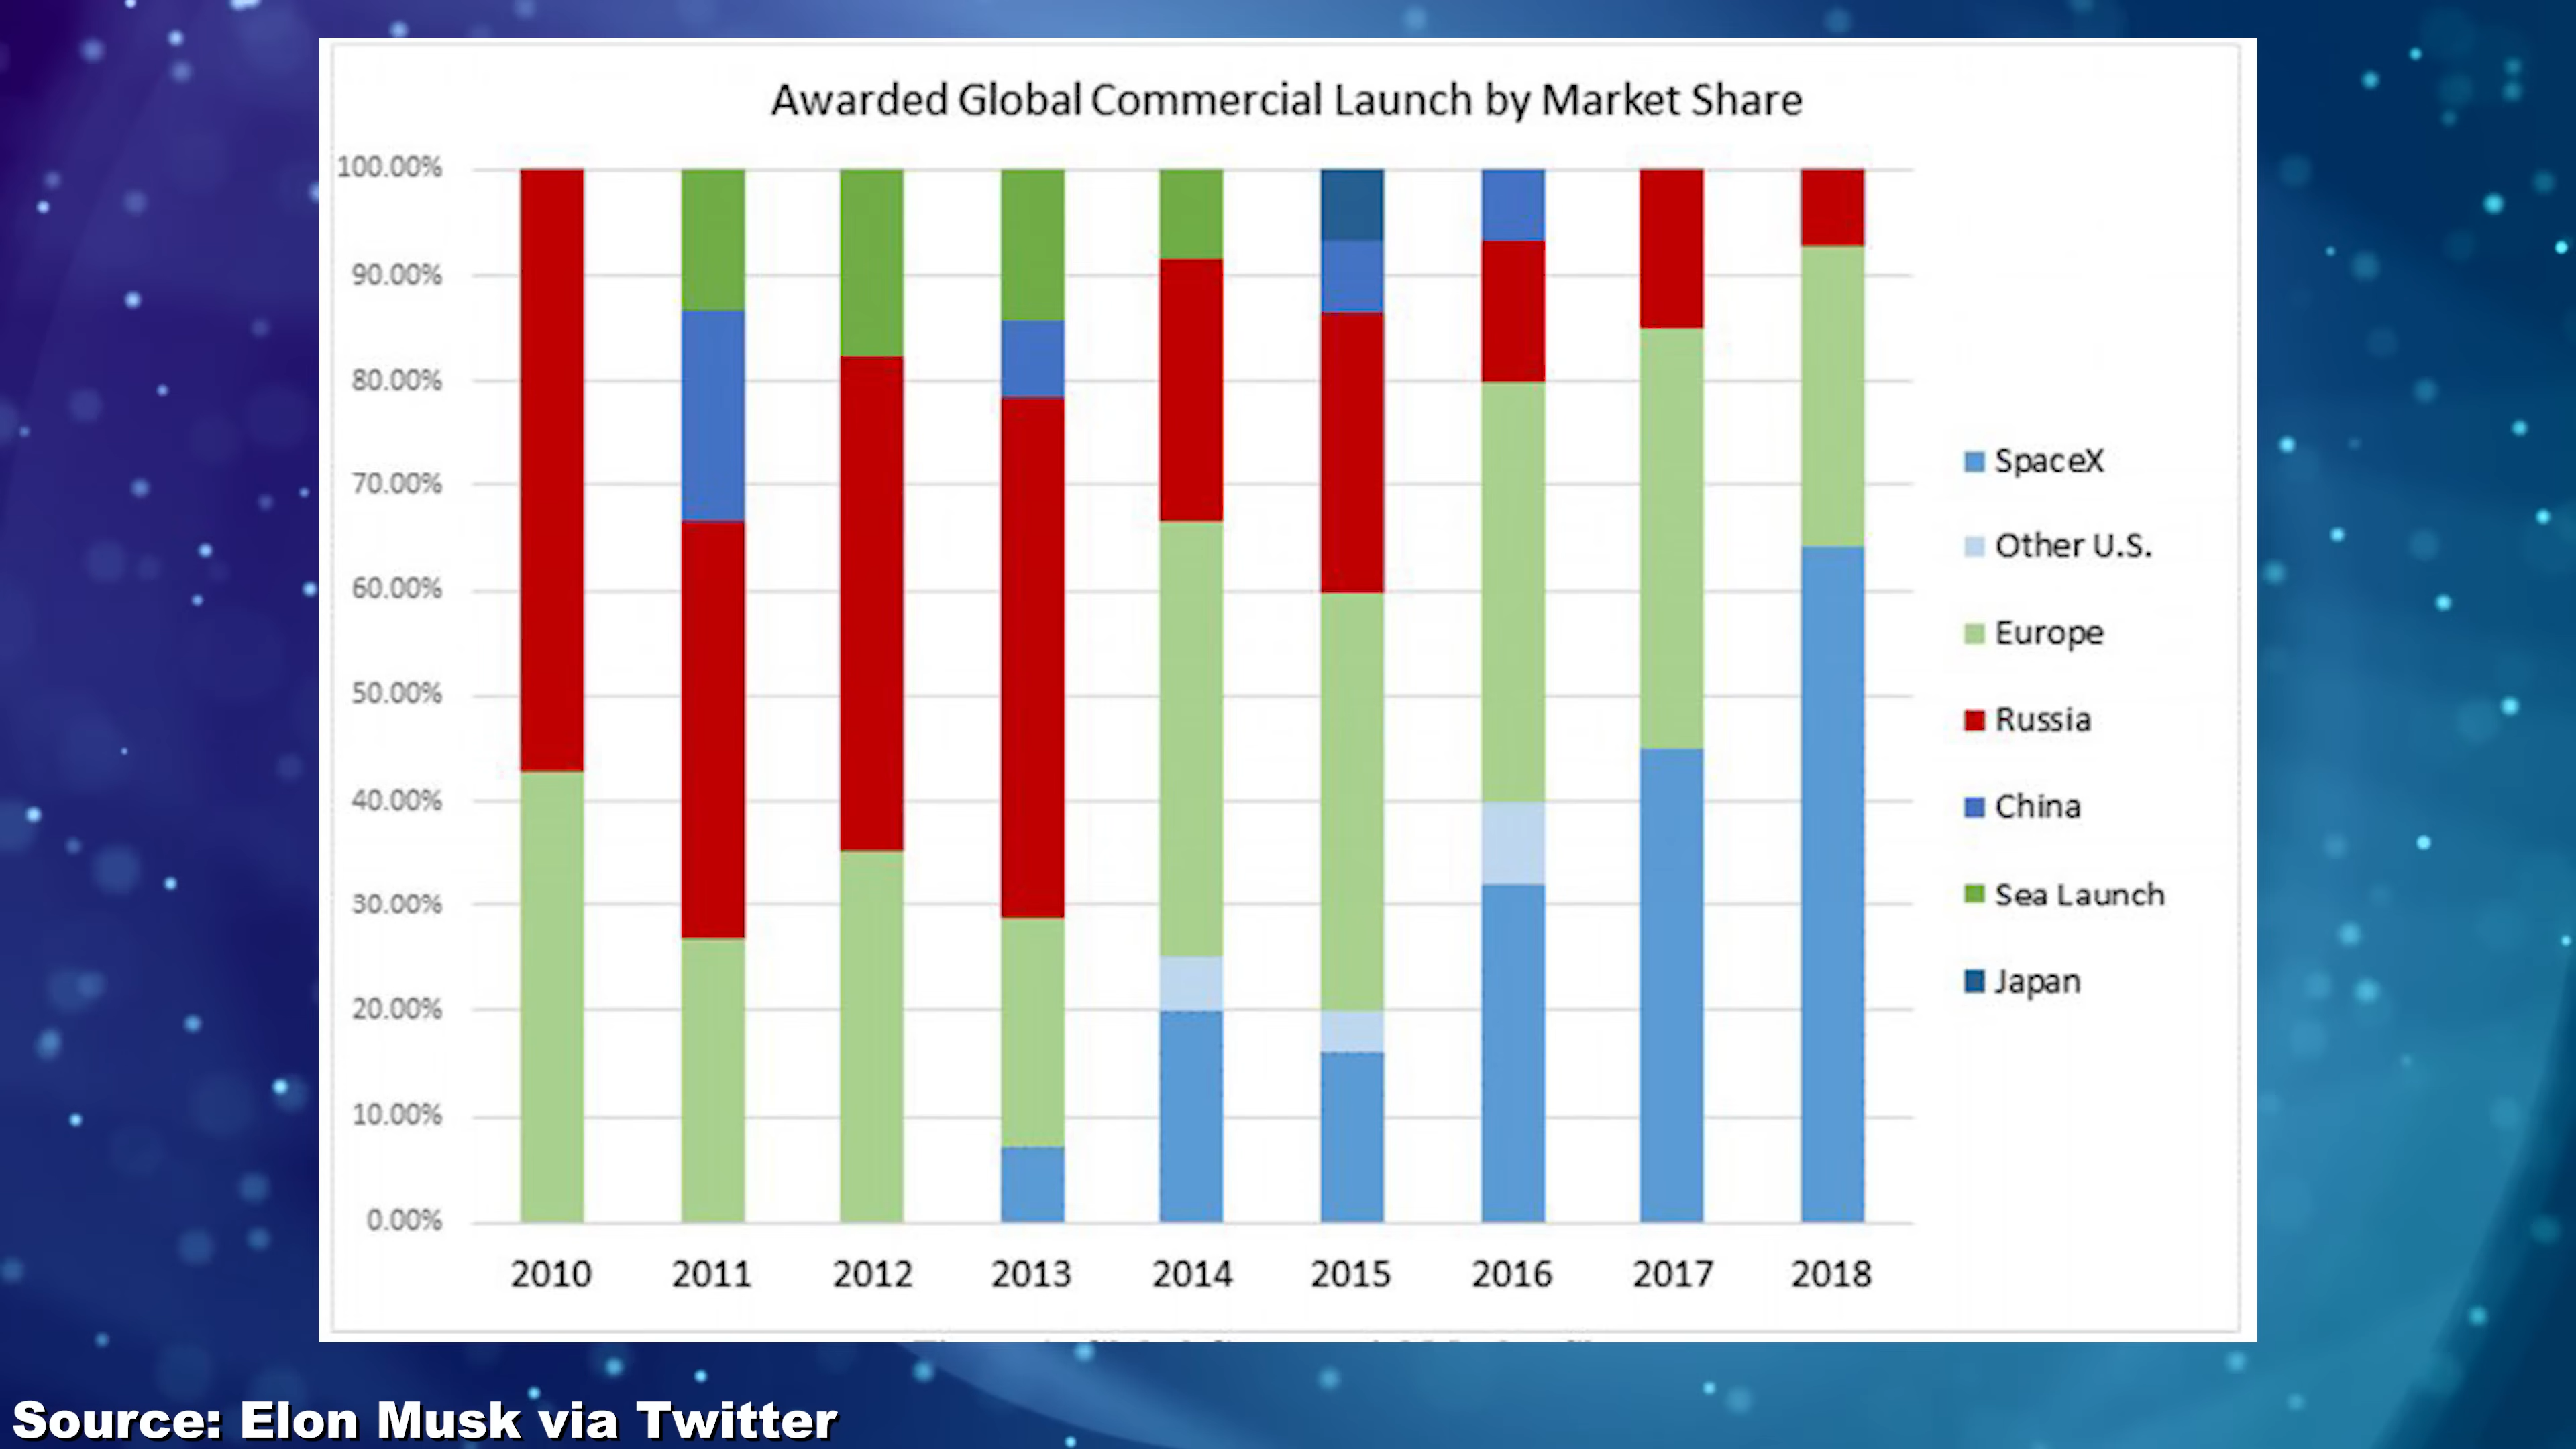 Awarded Global Commercial Launch by Market Share
100.00%
90.00%
80.00%
70.00%
60.00%
50.00%
40.00%
30.00%
20.00%
10.00%
0.00%
2010 2011 2012 2013 2014 2015 2016 2017 2018
SpaceX
Other U.S.
Europe
Russia
China
Sea Launch
Japan
Source: Elon Musk via Twitter